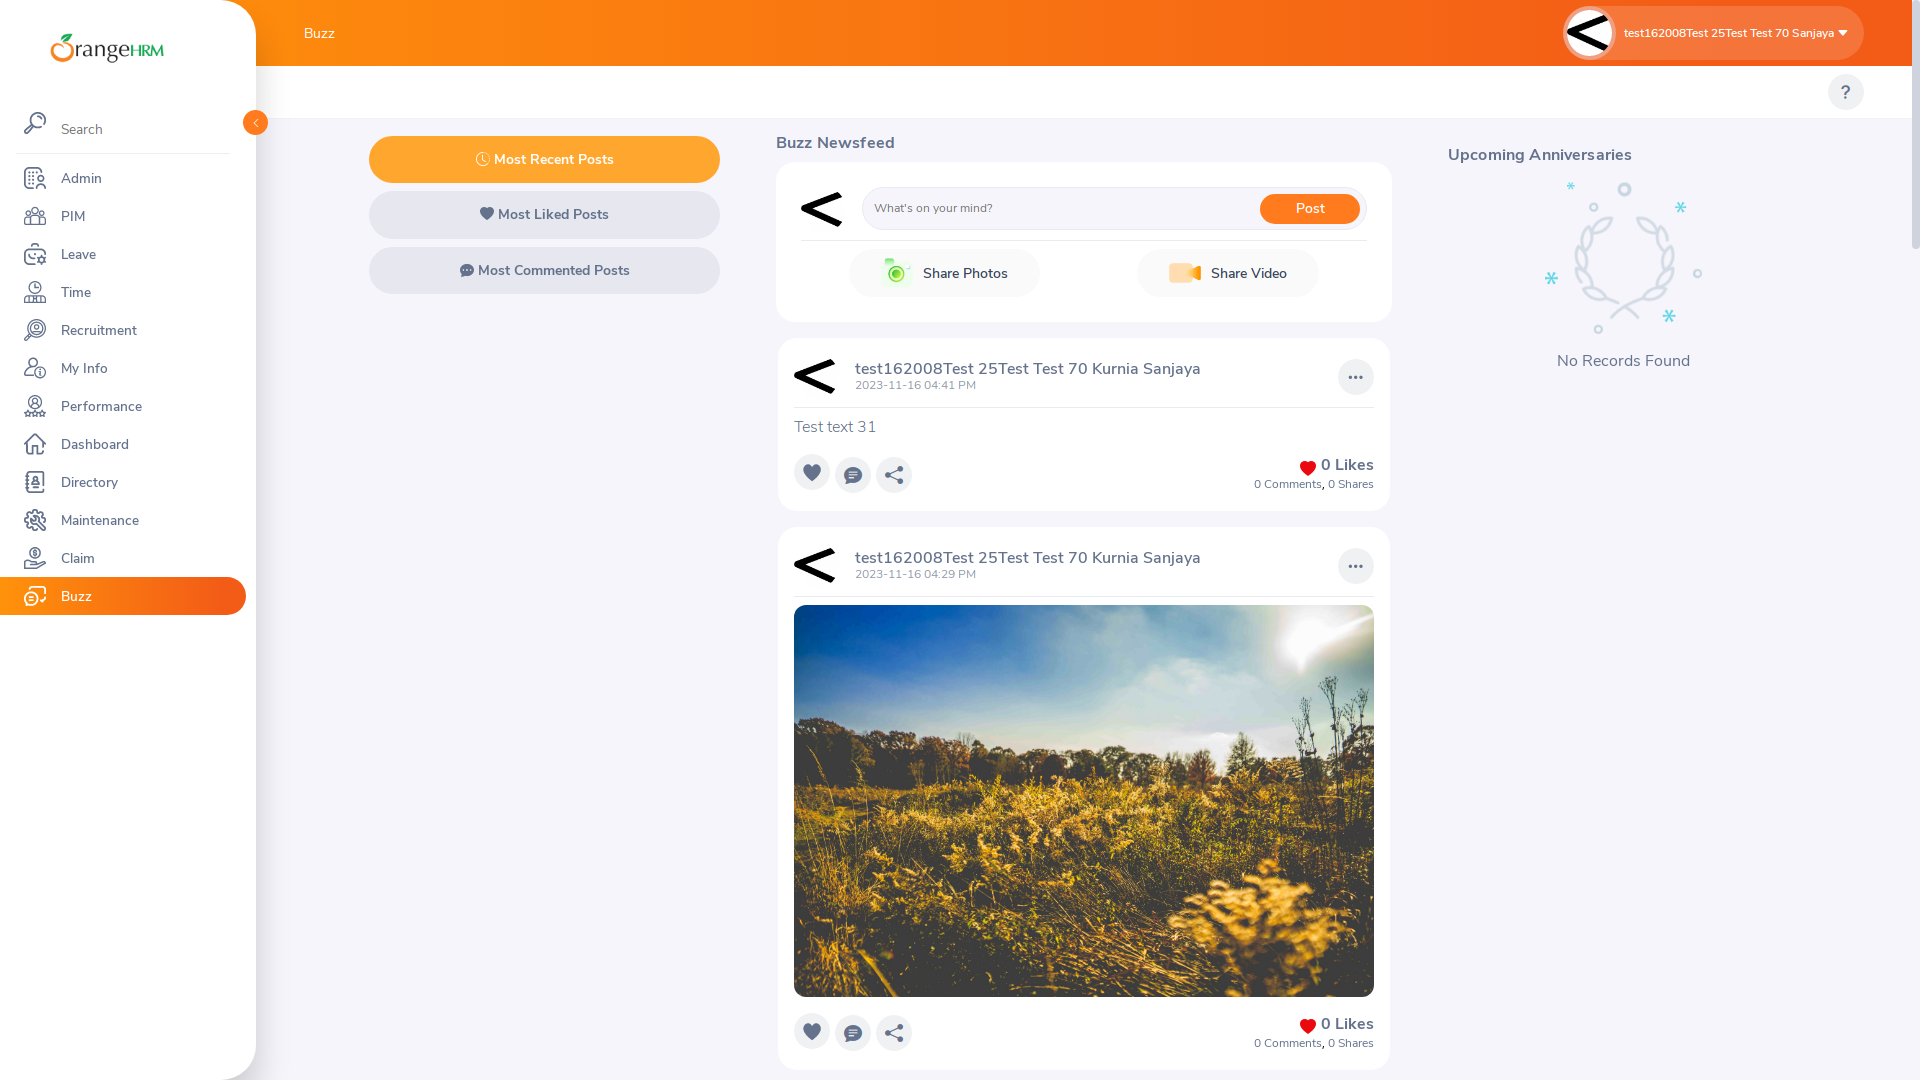 OrangeHRM
Search
Admin
PIM
Leave
Time
Recruitment
My Info
Performance
Dashboard
Directory
Maintenance
Claim
Buzz
Buzz
test162008Test 25Test Test 70 Sanjaya
?
Most Recent Posts
Most Liked Posts
Most Commented Posts
Buzz Newsfeed
What's on your mind?
Post
Share Photos
Share Video
test162008Test 25Test Test 70 Kurnia Sanjaya
2023-11-16 04:41 PM
Test text 31
0 Likes
0 Comments, 0 Shares
test162008Test 25Test Test 70 Kurnia Sanjaya
2023-11-16 04:29 PM
0 Likes
0 Comments, 0 Shares
Upcoming Anniversaries
No Records Found